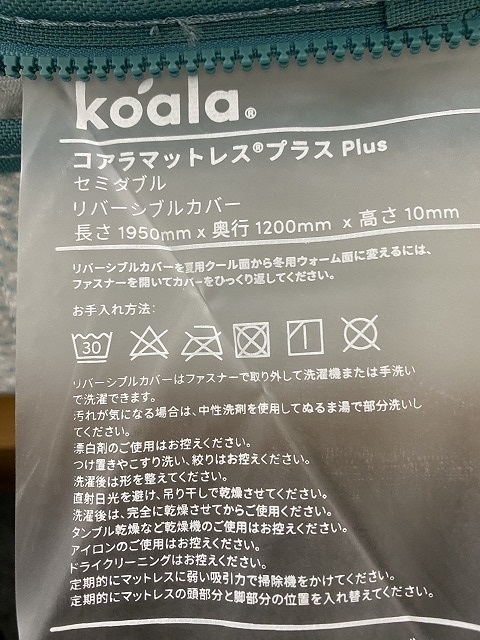 koala®
コアラマットレス®プラス Plus
セミダブル
リバーシブルカバー
長さ 1950mm x 奥行 1200mm x 高さ 10mm
リバーシブルカバーを夏用クール面から冬用ウォーム面に変えるには、
ファスナーを開いてカバーをひっくり返してください。
お手入れ方法:
30
リバーシブルカバーはファスナーで取り外して洗濯機または手洗い
で洗濯できます。
汚れが気になる場合は、中性洗剤を使用してぬるま湯で部分洗いし
てください。
漂白剤のご使用はお控えください。
つけ置きやこすり洗い、絞りはお控えください。
洗濯後は形を整えてください。
直射日光を避け、吊り干しで乾燥させてください。
洗濯後は、完全に乾燥させてからご使用ください。
タンブル乾燥など乾燥機のご使用はお控えください。
アイロンのご使用はお控えください。
ドライクリーニングはお控えください。
定期的にマットレスに弱い吸引力で掃除機をかけてください。
定期的にマットレスの頭部分と脚部分の位置を入れ替えてください。